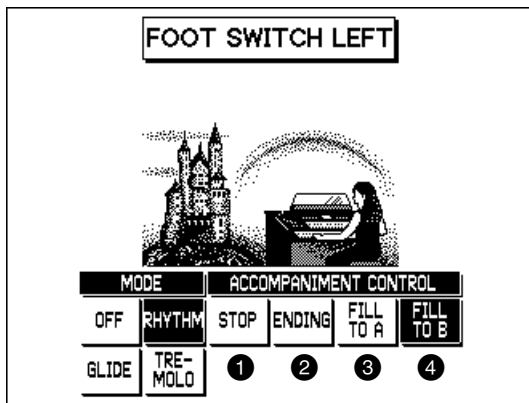 FOOT SWITCH LEFT
MODE ACCOMPANIMENT CONTROL
OFF RHYTHM STOP ENDING FILL TO A FILL TO B
GLIDE TRE-
MOLO 1 2 3 4